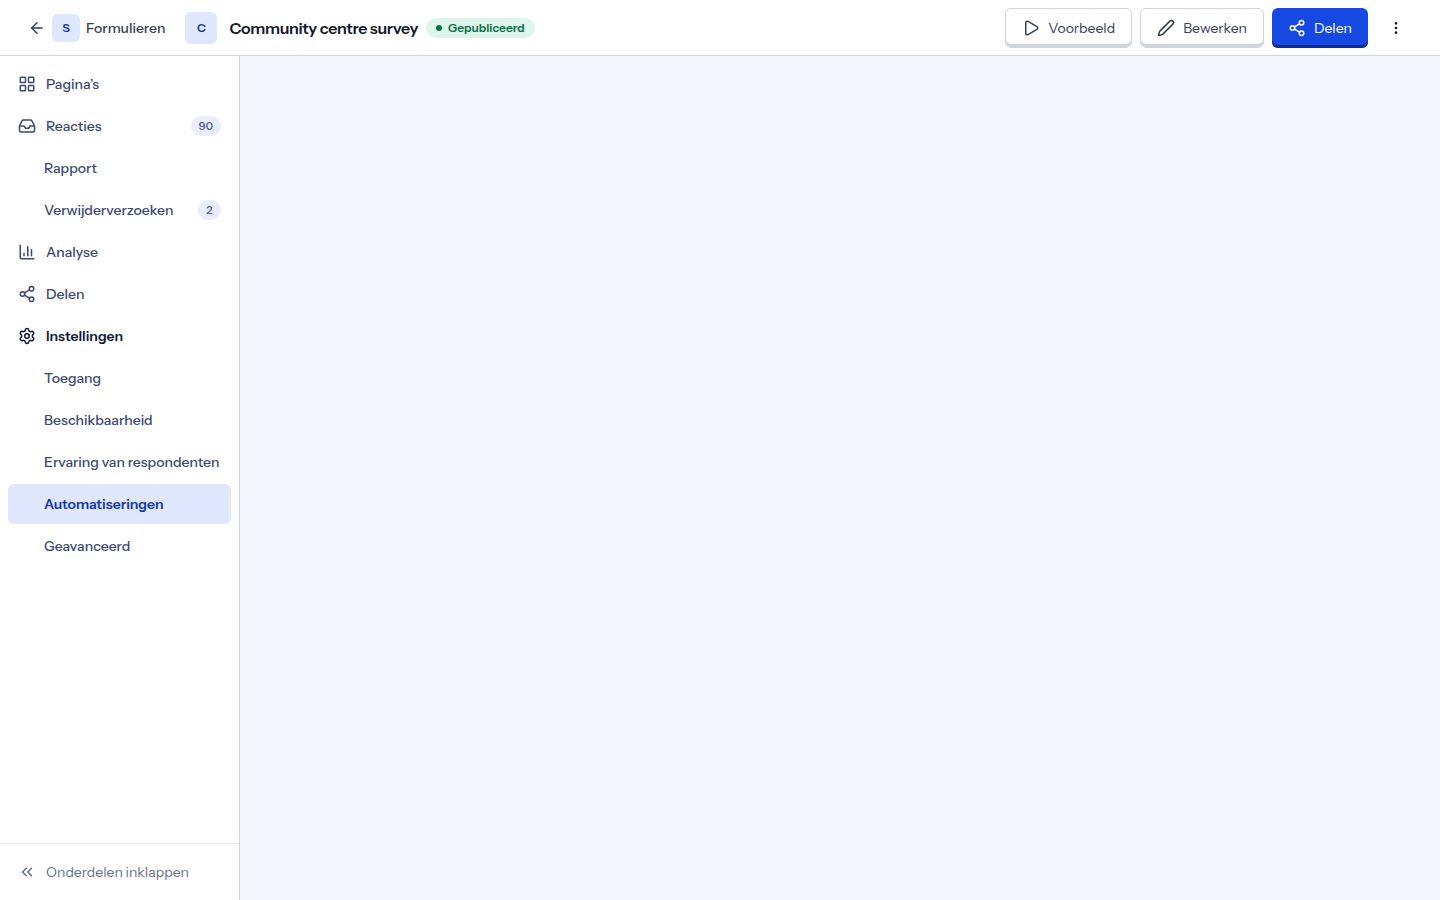 S Formulieren C Community centre survey Gepubliceerd Voorbeeld Bewerken Delen
Pagina's
Reacties 90
Rapport
Verwijderverzoeken 2
Analyse
Delen
Instellingen
Toegang
Beschikbaarheid
Ervaring van respondenten
Automatiseringen
Geavanceerd
Onderdelen inklappen